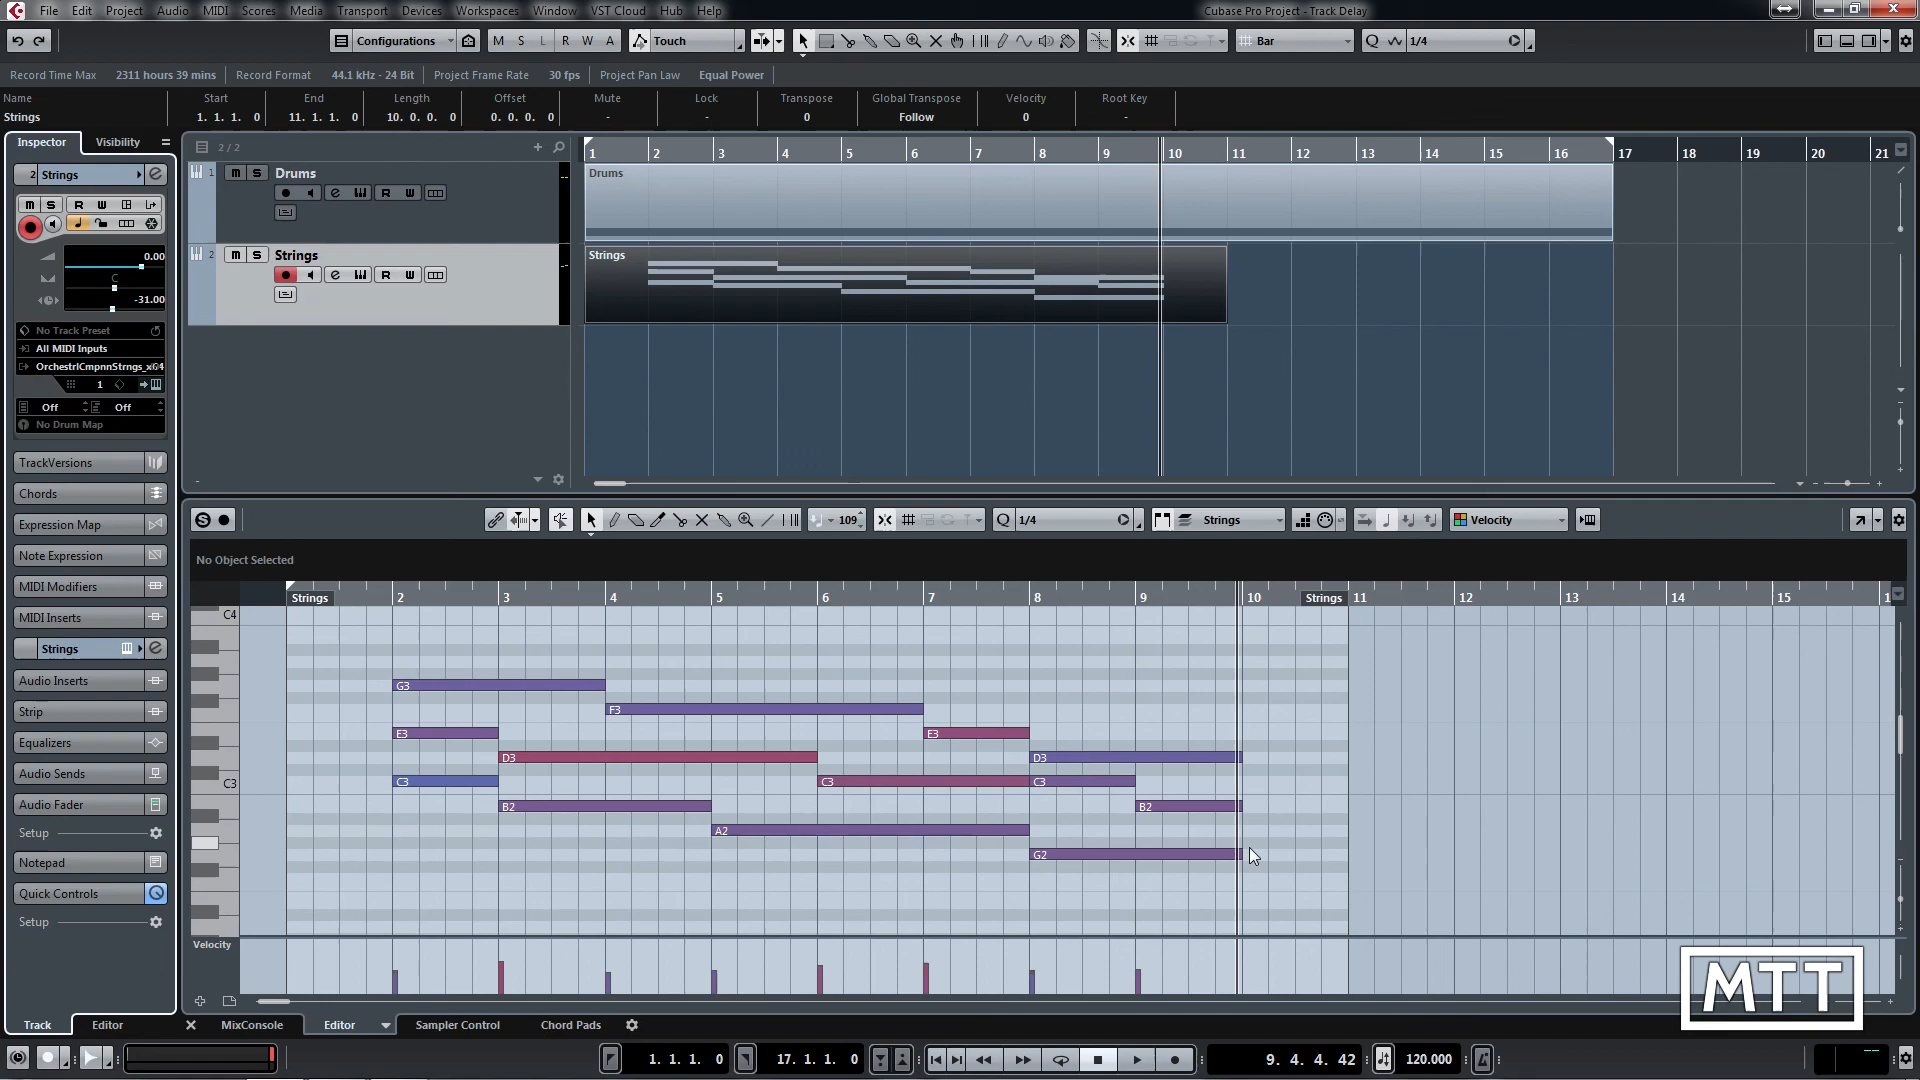 File Edit Project Audio MIDI Scores Media Transport Devices Workspaces Window VST Cloud Hub Help Cubase Pro Project - Track Delay
Configurations M S L R W A Touch Bar Q 1/4
Record Time Max 2311 hours 39 mins Record Format 44.1 kHz - 24 Bit Project Frame Rate 30 fps Project Pan Law Equal Power
Name Start End Length Offset Mute Lock Transpose Global Transpose Velocity Root Key
Strings 1. 1. 1. 0 11. 1. 1. 0 10. 0. 0. 0 0. 0. 0. 0 - - 0 Follow 0 -
Inspector Visibility 2 / 2
1 2 3 4 5 6 7 8 9 10 11 12 13 14 15 16 17 18 19 20 21
2 Strings
M S R W
0.00
C
-31.00
No Track Preset
All MIDI Inputs
1
Off Off
No Drum Map
1 m S Drums
R W
2 m S Strings
R W
Drums
Strings
TrackVersions
Chords
Expression Map
Note Expression
MIDI Modifiers
MIDI Inserts
Strings
Audio Inserts
Strip
Equalizers
Audio Sends
Audio Fader
Setup
Notepad
Quick Controls
Setup
S 109 Q 1/4 Strings Velocity
No Object Selected
Strings 2 3 4 5 6 7 8 9 10 Strings 11 12 13 14 15
C4
G3
F3
E3 E3
D3 D3
C3 C3 C3 C3
B2 B2
A2
G2
Velocity
MTT
Track Editor MixConsole Editor Sampler Control Chord Pads
1. 1. 1. 0 17. 1. 1. 0 9. 4. 4. 42 120.000